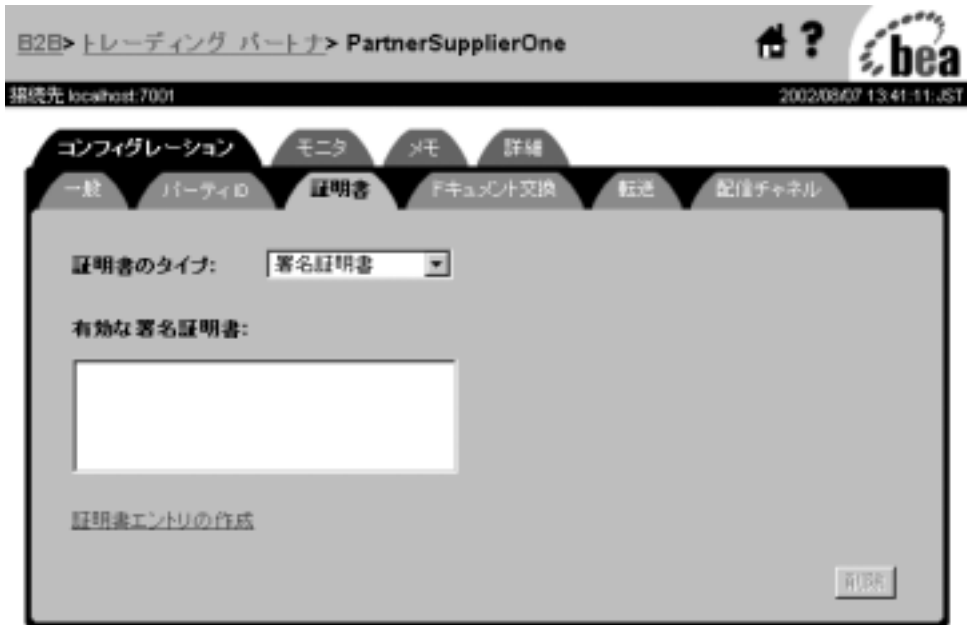 B2B> トレーディング パートナ> PartnerSupplierOne
? bea
接続先 localhost:7001 2002/08/07 13:41:11:JST
コンフィグレーション モニタ メモ 詳細
一般 パーティ ID 証明書 ドキュメント交換 転送 配信チャネル
証明書のタイプ: 署名証明書
有効な署名証明書:
証明書エントリの作成
削除